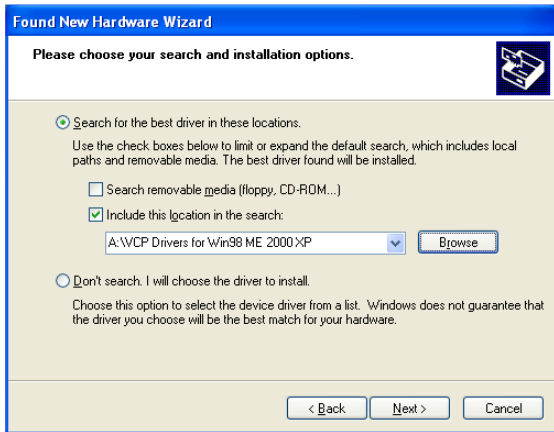 Found New Hardware Wizard
Please choose your search and installation options.
Search for the best driver in these locations.
Use the check boxes below to limit or expand the default search, which includes local
paths and removable media. The best driver found will be installed.
Search removable media (floppy, CD-ROM...)
Include this location in the search:
A:\VCP Drivers for Win98 ME 2000 XP
Browse
Don't search. I will choose the driver to install.
Choose this option to select the device driver from a list. Windows does not guarantee that
the driver you choose will be the best match for your hardware.
< Back Next > Cancel